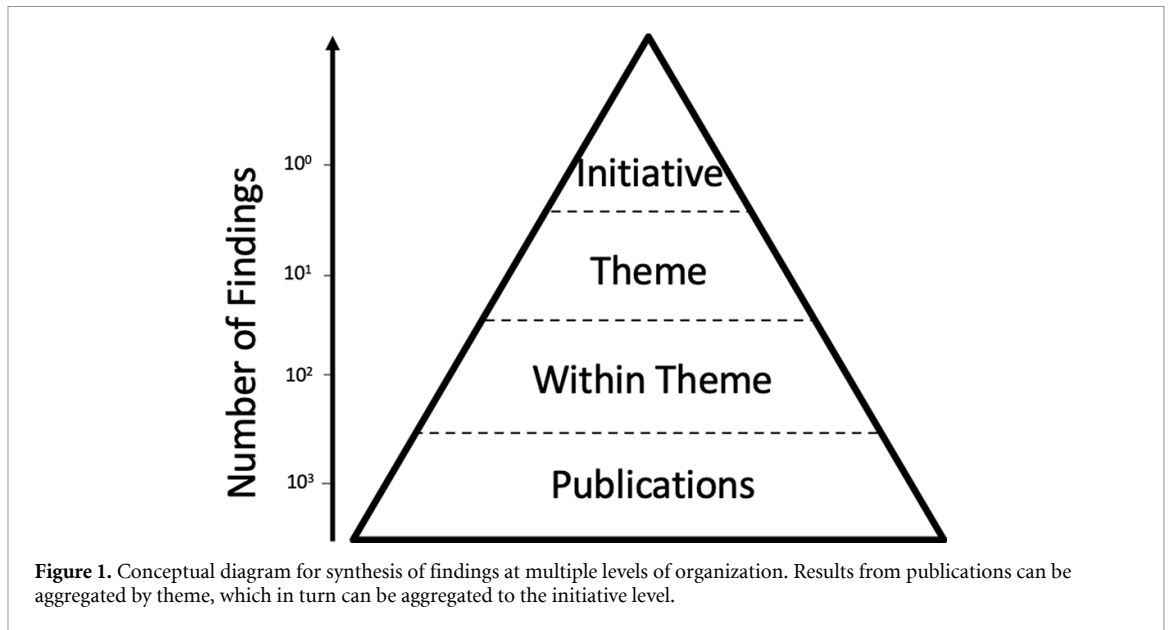 Number of Findings
10⁰
10¹
10²
10³
Initiative
Theme
Within Theme
Publications
Figure 1. Conceptual diagram for synthesis of findings at multiple levels of organization. Results from publications can be
aggregated by theme, which in turn can be aggregated to the initiative level.